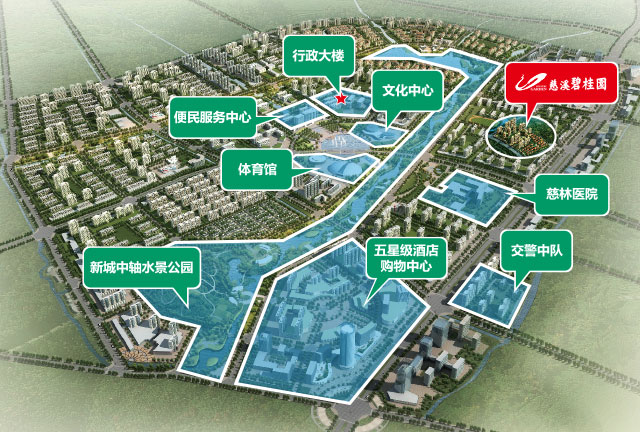 行政大楼
慈溪碧桂园
便民服务中心
文化中心
体育馆
慈林医院
新城中轴水景公园
五星级酒店
购物中心
交警中队